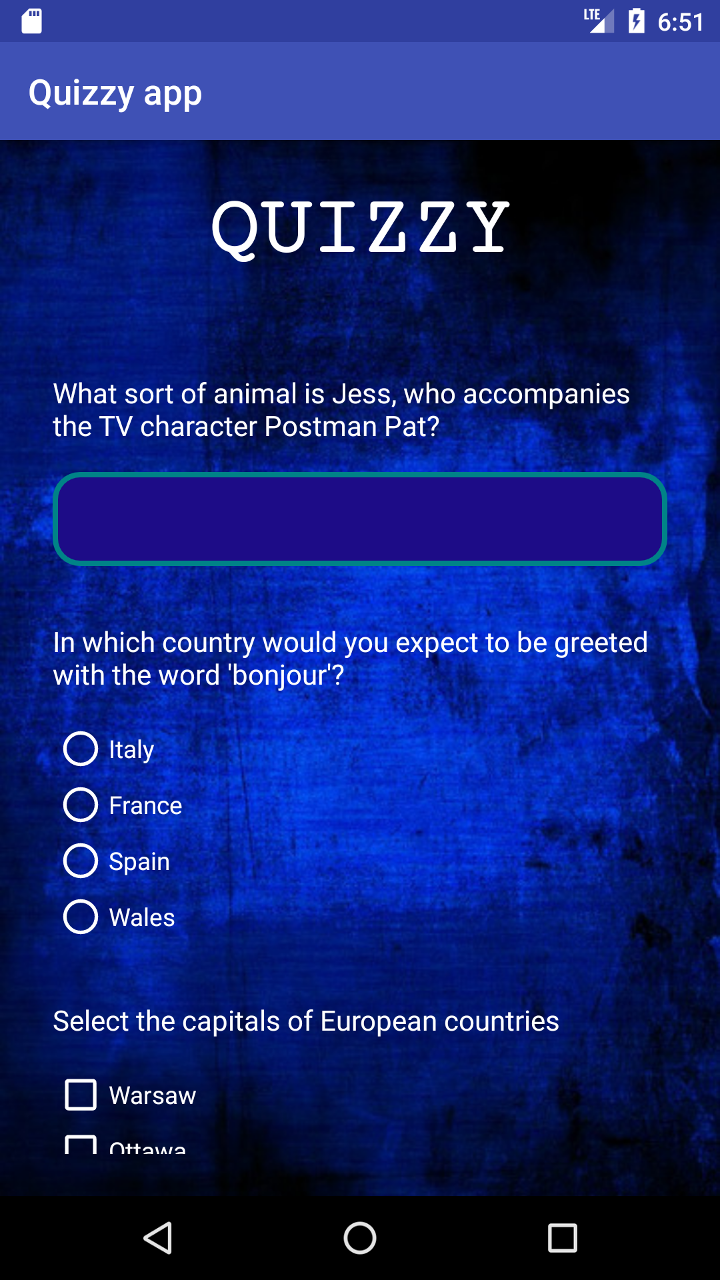 LTE 6:51
Quizzy app
QUIZZY
What sort of animal is Jess, who accompanies
the TV character Postman Pat?
In which country would you expect to be greeted
with the word 'bonjour'?
Italy
France
Spain
Wales
Select the capitals of European countries
Warsaw
Ottawa